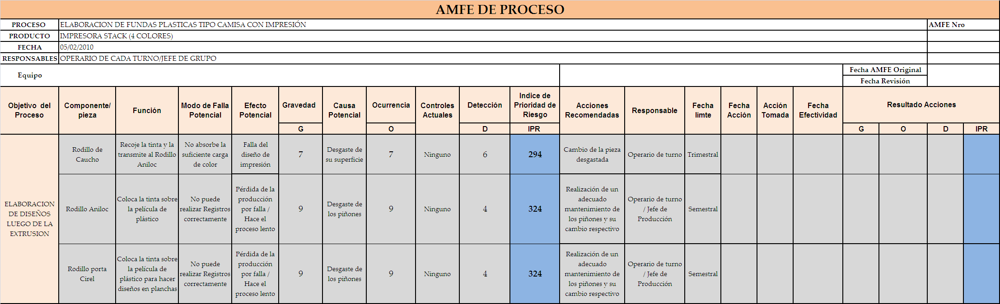 AMFE DE PROCESO
PROCESO ELABORACION DE FUNDAS PLASTICAS TIPO CAMISA CON IMPRESIÓN AMFE Nro
PRODUCTO IMPRESORA STACK (4 COLORES)
FECHA 05/02/2010
RESPONSABLES OPERARIO DE CADA TURNO/JEFE DE GRUPO
Equipo
Fecha AMFE Original
Fecha Revisión
Objetivo del
Proceso
Componente/
pieza
Función
Modo de Falla
Potencial
Efecto
Potencial
Gravedad
G
Causa
Potencial
Ocurrencia
O
Controles
Actuales
Detección
D
Indice de
Prioridad de
Riesgo
IPR
Acciones
Recomendadas
Responsable
Fecha
límte
Fecha
Acción
Acción
Tomada
Fecha
Efectividad
Resultado Acciones
G O D IPR
ELABORACION
DE DISEÑOS
LUEGO DE LA
EXTRUSION
Rodillo de
Caucho
Recoje la tinta y la
transmite al Rodillo
Aniloc
No absorbe la
suficiente carga
de color
Falla del
diseño de
impresión
7
Desgaste de
su superficie
7
Ninguno
6
294
Cambio de la pieza
desgastada
Operario de turno
Trimestral
Rodillo Aniloc
Coloca la tinta sobre
la película de
plástico
No puede
realizar Registros
correctamente
Pérdida de la
producción
por falla /
Hace el
proceso lento
9
Desgaste de
los piñones
9
Ninguno
4
324
Realización de un
adecuado
mantenimiento de
los piñones y su
cambio respectivo
Operario de turno
/ Jefe de
Producción
Semestral
Rodillo porta
Cirel
Coloca la tinta sobre
la película de
plástico para hacer
diseños en planchas
No puede
realizar Registros
correctamente
Pérdida de la
producción
por falla /
Hace el
proceso lento
9
Desgaste de
los piñones
9
Ninguno
4
324
Realización de un
adecuado
mantenimiento de
los piñones y su
cambio respectivo
Operario de turno
/ Jefe de
Producción
Semestral